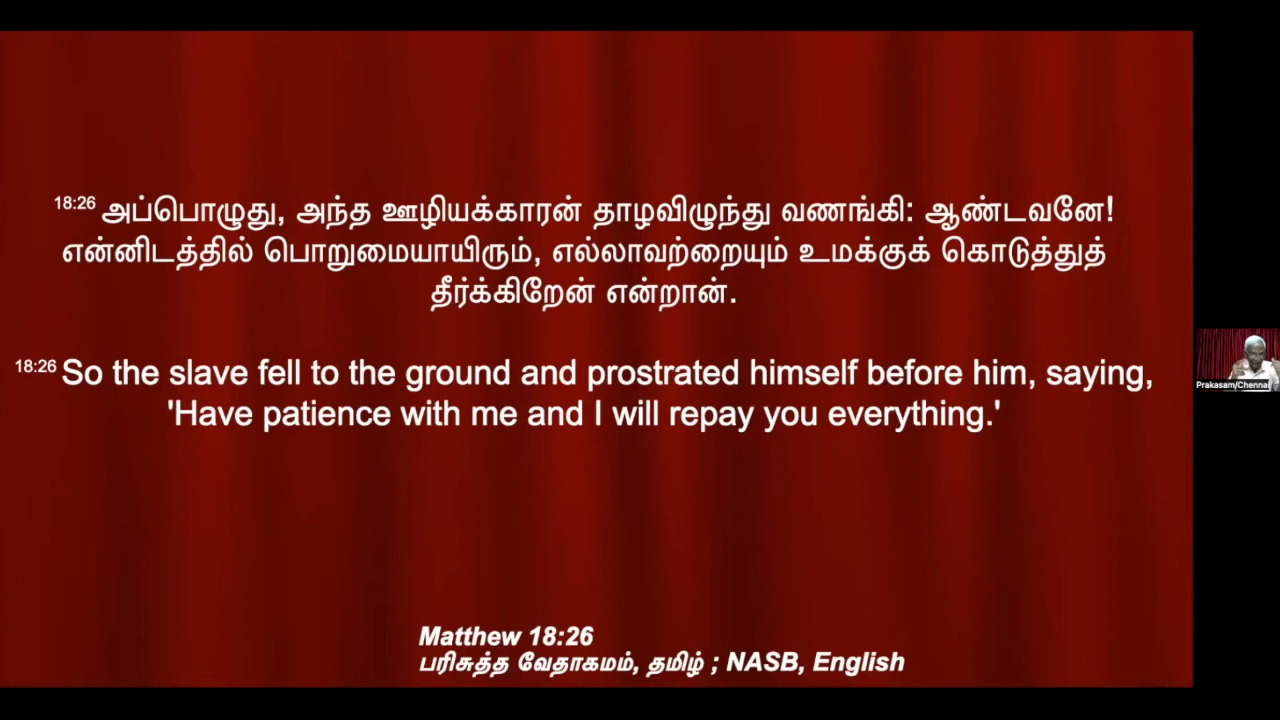 18:26 அப்பொழுது, அந்த ஊழியக்காரன் தாழவிழுந்து வணங்கி: ஆண்டவனே!
என்னிடத்தில் பொறுமையாயிரும், எல்லாவற்றையும் உமக்குக் கொடுத்துத்
தீர்க்கிறேன் என்றான்.
18:26 So the slave fell to the ground and prostrated himself before him, saying,
'Have patience with me and I will repay you everything.'
Prakasam/Chennai
Matthew 18:26
பரிசுத்த வேதாகமம், தமிழ் ; NASB, English